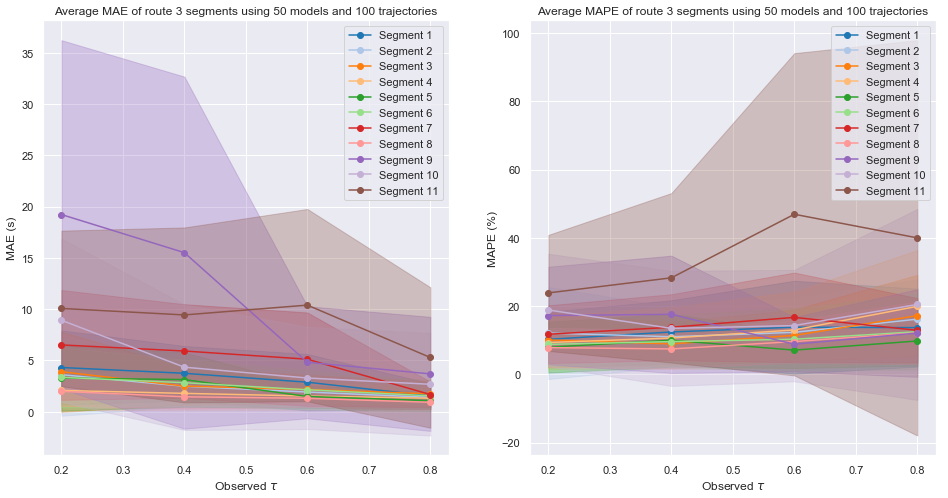 Average MAE of route 3 segments using 50 models and 100 trajectories
MAE (s)
35
30
25
20
15
10
5
0
0.2
0.3
0.4
0.5
0.6
0.7
0.8
Observed τ
Segment 1
Segment 2
Segment 3
Segment 4
Segment 5
Segment 6
Segment 7
Segment 8
Segment 9
Segment 10
Segment 11
Average MAPE of route 3 segments using 50 models and 100 trajectories
MAPE (%)
100
80
60
40
20
0
−20
0.2
0.3
0.4
0.5
0.6
0.7
0.8
Observed τ
Segment 1
Segment 2
Segment 3
Segment 4
Segment 5
Segment 6
Segment 7
Segment 8
Segment 9
Segment 10
Segment 11